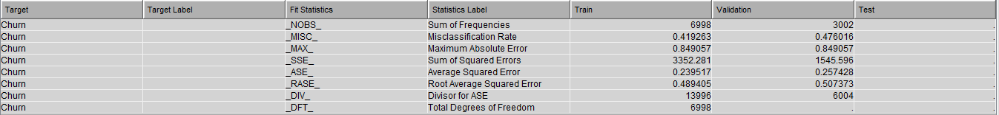 Target Target Label Fit Statistics Statistics Label Train Validation Test
Churn _NOBS_ Sum of Frequencies 6998 3002 .
Churn _MISC_ Misclassification Rate 0.419263 0.476016 .
Churn _MAX_ Maximum Absolute Error 0.849057 0.849057 .
Churn _SSE_ Sum of Squared Errors 3352.281 1545.596 .
Churn _ASE_ Average Squared Error 0.239517 0.257428 .
Churn _RASE_ Root Average Squared Error 0.489405 0.507373 .
Churn _DIV_ Divisor for ASE 13996 6004 .
Churn _DFT_ Total Degrees of Freedom 6998 . .